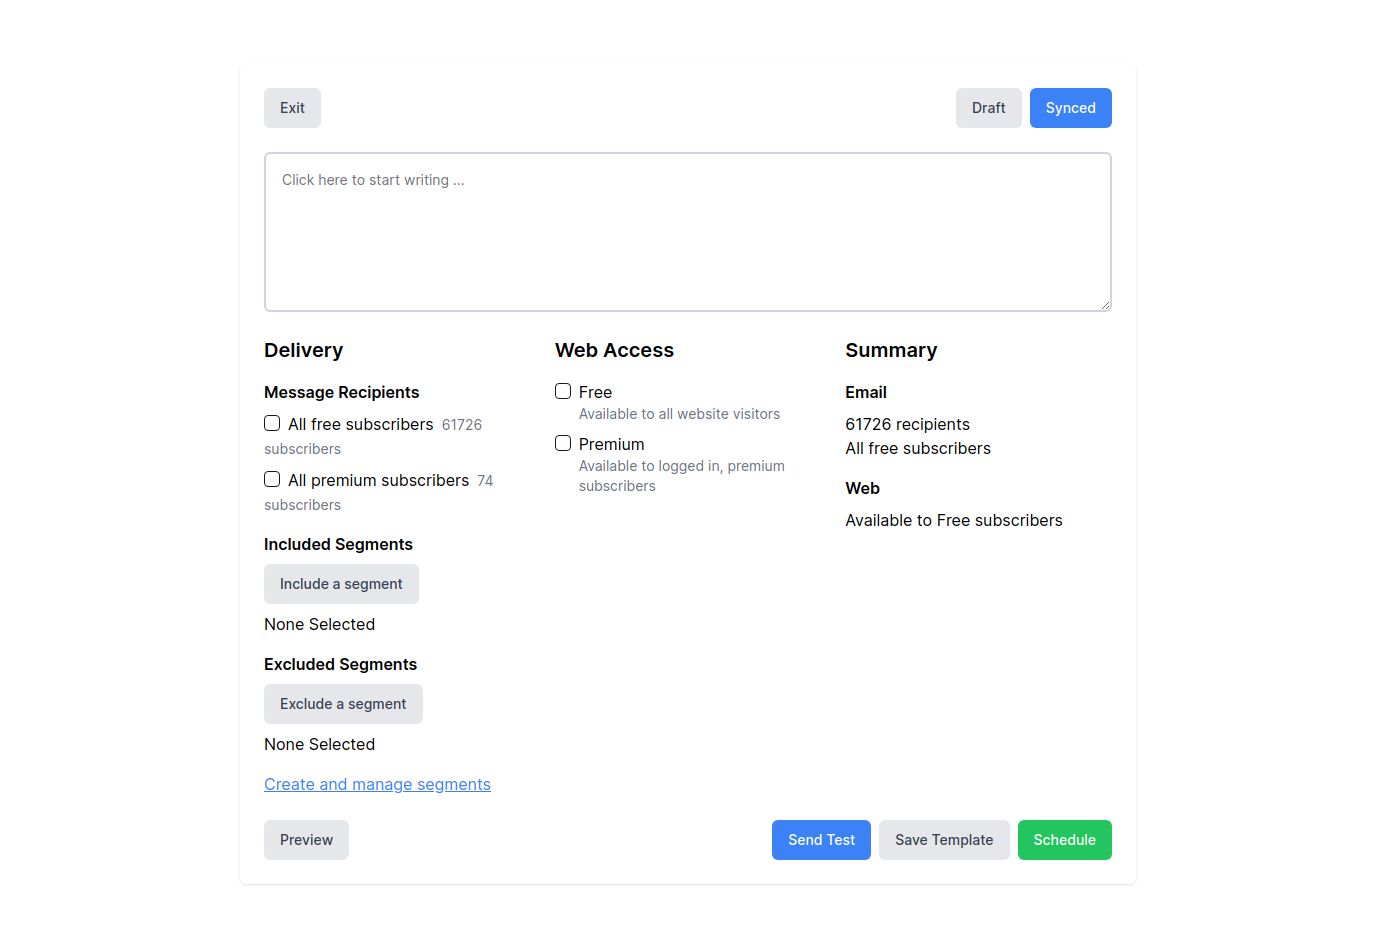 Exit
Draft
Synced
Click here to start writing ...
Delivery
Message Recipients
All free subscribers 61726
subscribers
All premium subscribers 74
subscribers
Included Segments
Include a segment
None Selected
Excluded Segments
Exclude a segment
None Selected
Create and manage segments
Web Access
Free
Available to all website visitors
Premium
Available to logged in, premium
subscribers
Summary
Email
61726 recipients
All free subscribers
Web
Available to Free subscribers
Preview
Send Test
Save Template
Schedule